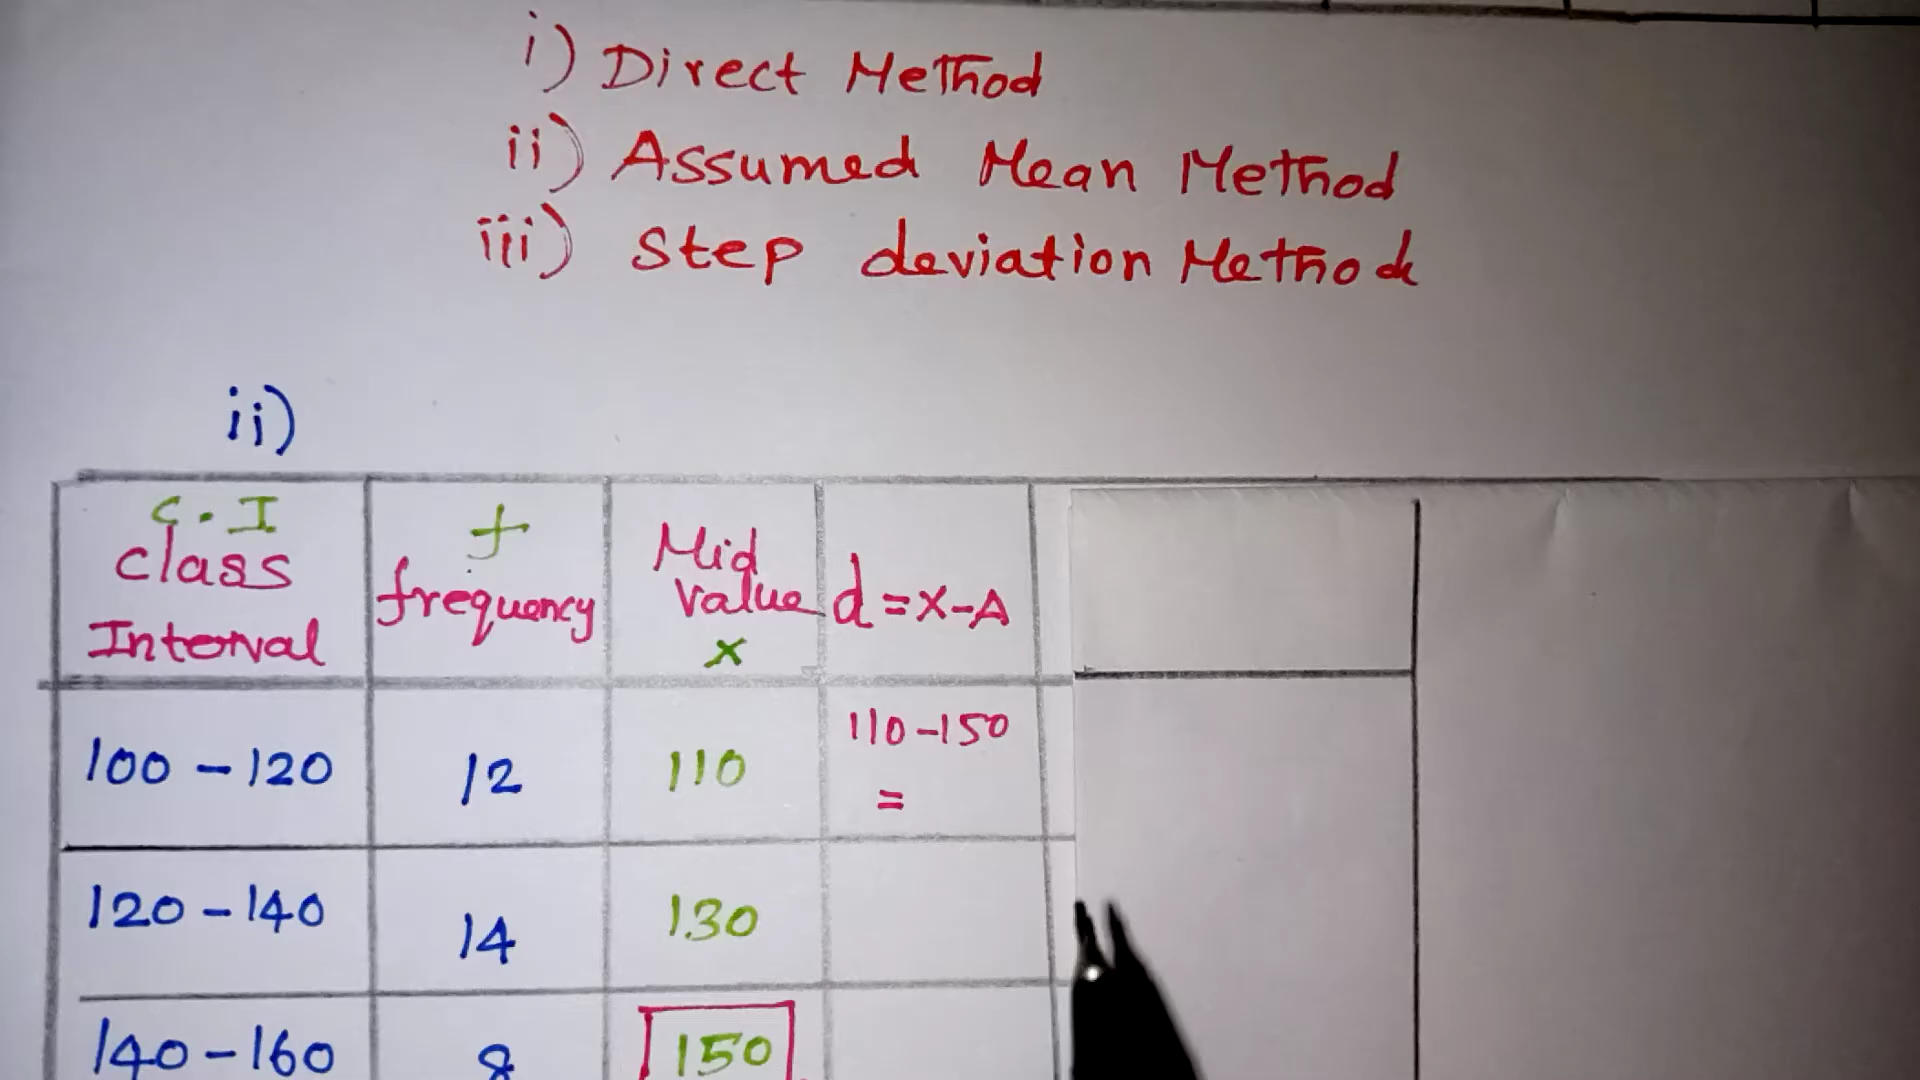 i) Direct Method
ii) Assumed Mean Method
iii) Step deviation Method
ii)
C.I
class
Interval
f
frequency
Mid
value
x
d=x-A
100-120
12
110
110-150
=
120-140
14
130
140-160
8
150